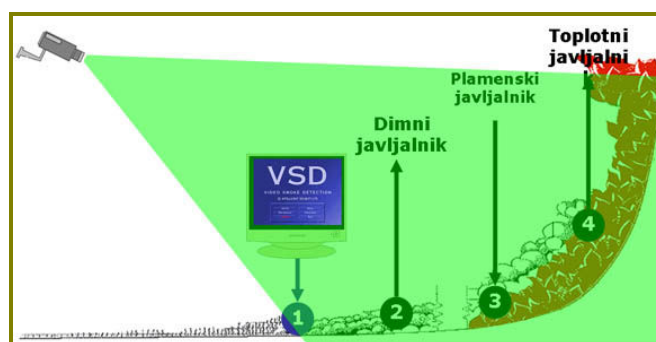 Toplotni
javljalni
Plamenski
javljalnik
Dimni
javljalnik
VSD
VIDEO SMOKE DETECTION
1
2
3
4